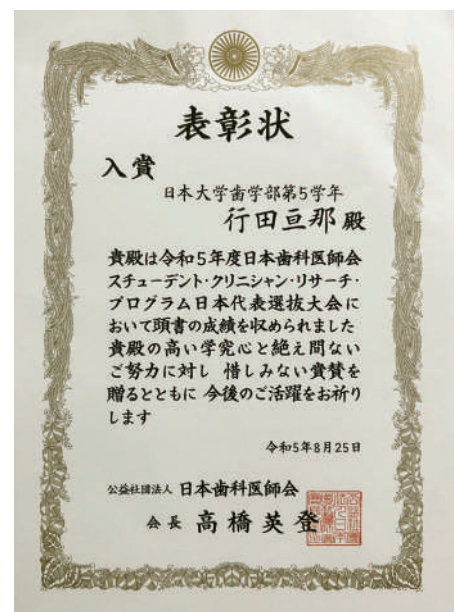 表彰状
入賞
日本大学歯学部第5学年
行田亘那 殿
貴殿は令和5年度日本歯科医師会
スチューデント・クリニシャン・リサーチ・
プログラム日本代表選抜大会に
おいて頭書の成績を収められました
貴殿の高い学究心と絶え間ない
ご努力に対し 惜しみない賞賛を
贈るとともに 今後のご活躍をお祈り
します
令和5年8月25日
公益社団法人 日本歯科医師会
会長 高橋英登